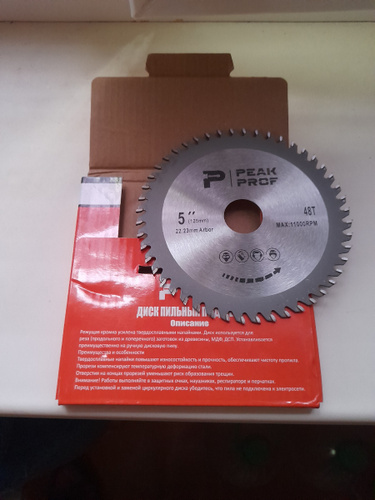 P PEAK
PROF
5" (125mm)
22.23mm Arbor
48T
MAX:11000RPM
ДИСК ПИЛЬНЫЙ
Описание
Режущая кромка усилена твердосплавными напайками. Диск используется для
реза (продольного и поперечного) заготовок из древесины, МДФ, ДСП. Устанавливается
преимущественно на ручную дисковую пилу.
Преимущества и особенности
Твердосплавные напайки повышают износостойкость и прочность, обеспечивают чистоту пропила.
Прорези компенсируют температурную деформацию стали.
Отверстия на концах прорезей уменьшают риск образования трещин.
Внимание! Работы выполняйте в защитных очках, наушниках, респираторе и перчатках.
Перед установкой и заменой циркулярного диска убедитесь, что пила не подключена к электросети.